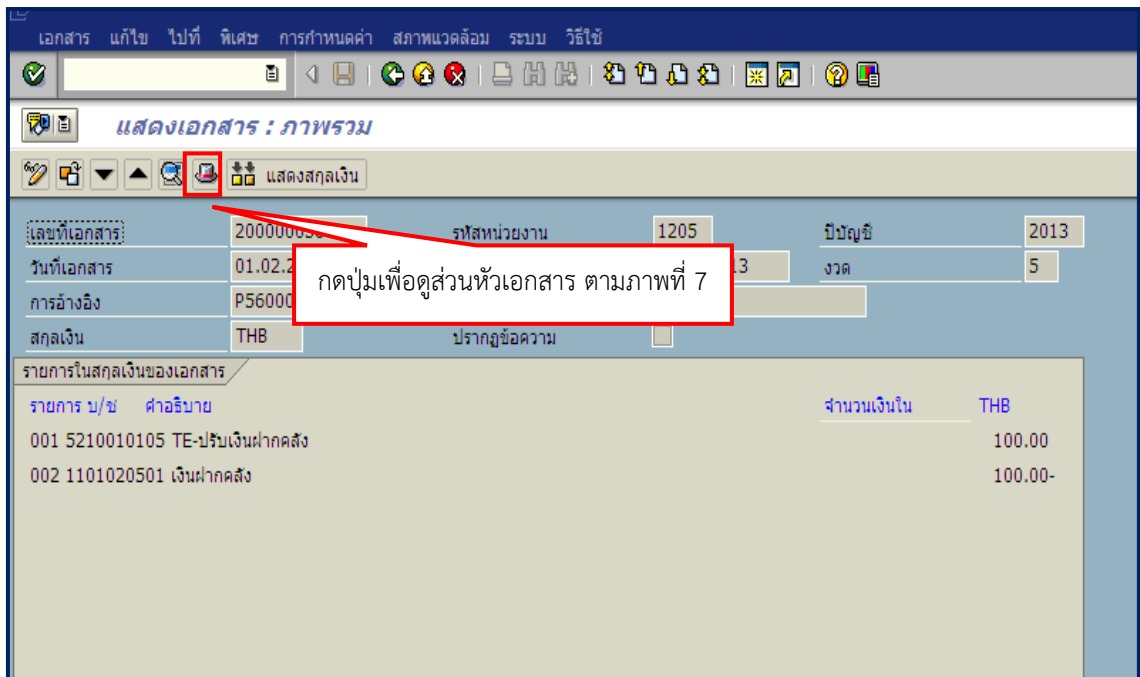 เอกสาร แก้ไข ไปที่ พิเศษ การกำหนดค่า สภาพแวดล้อม ระบบ วิธีใช้
แสดงเอกสาร : ภาพรวม
แสดงสกุลเงิน
เลขที่เอกสาร รหัสหน่วยงาน 1205 ปีบัญชี 2013
วันที่เอกสาร 01.02.2 13 งวด 5
กดปุ่มเพื่อดูส่วนหัวเอกสาร ตามภาพที่ 7
การอ้างอิง P5600
สกุลเงิน THB ปรากฏข้อความ
รายการในสกุลเงินของเอกสาร
รายการ บ/ช คำอธิบาย จำนวนเงินใน THB
001 5210010105 TE-ปรับเงินฝากคลัง 100.00
002 1101020501 เงินฝากคลัง 100.00-